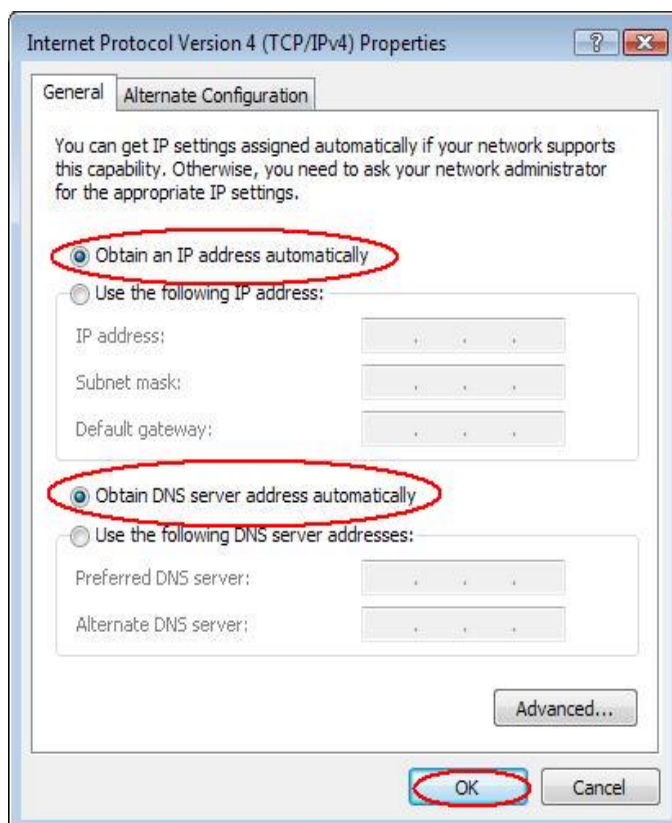 Internet Protocol Version 4 (TCP/IPv4) Properties
?
General
Alternate Configuration
You can get IP settings assigned automatically if your network supports
this capability. Otherwise, you need to ask your network administrator
for the appropriate IP settings.
Obtain an IP address automatically
Use the following IP address:
IP address:
Subnet mask:
Default gateway:
Obtain DNS server address automatically
Use the following DNS server addresses:
Preferred DNS server:
Alternate DNS server:
Advanced...
OK
Cancel